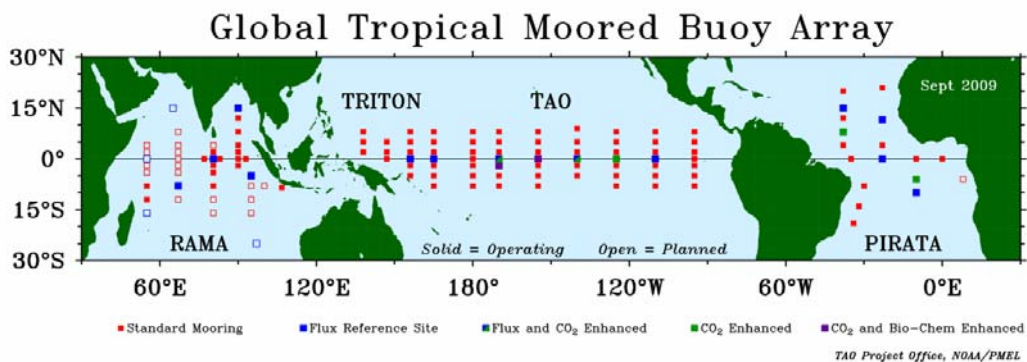 Global Tropical Moored Buoy Array
30°N
15°N
0°
15°S
30°S
Sept 2009
TRITON
TAO
RAMA
Solid = Operating Open = Planned
PIRATA
60°E 120°E 180° 120°W 60°W 0°E
Standard Mooring Flux Reference Site Flux and CO₂ Enhanced CO₂ Enhanced CO₂ and Bio-Chem Enhanced
TAO Project Office, NOAA/PMEL